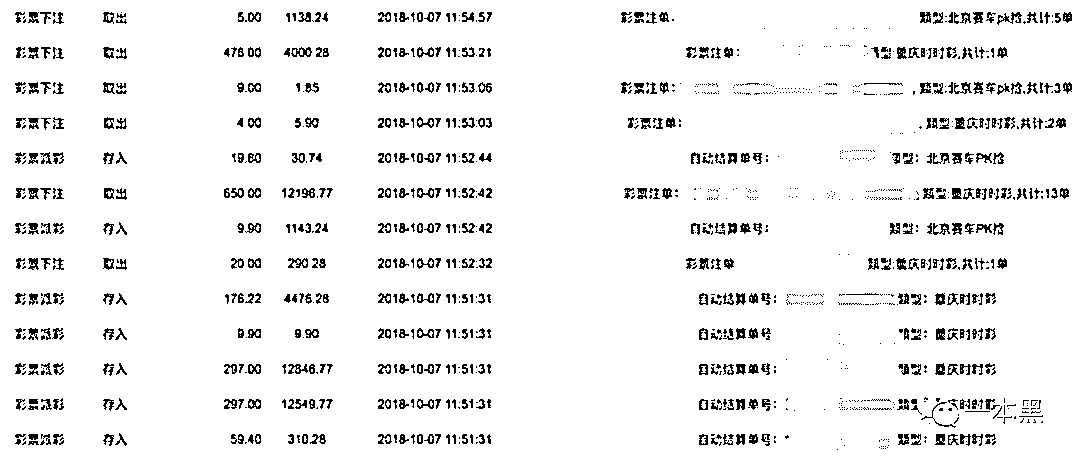 彩票下注 取出 5.00 1138.24 2018-10-07 11:54:57 彩票注单: 类型:北京赛车pk拾,共计:5单
彩票下注 取出 476.00 4000.28 2018-10-07 11:53:21 彩票注单: 类型:重庆时时彩,共计:1单
彩票下注 取出 9.00 1.85 2018-10-07 11:53:06 彩票注单: ,类型:北京赛车pk拾,共计:3单
彩票下注 取出 4.00 5.90 2018-10-07 11:53:03 彩票注单: ,类型:重庆时时彩,共计:2单
彩票派彩 存入 19.60 30.74 2018-10-07 11:52:44 自动结算单号: 类型: 北京赛车PK拾
彩票下注 取出 650.00 12196.77 2018-10-07 11:52:42 彩票注单: ,类型:重庆时时彩,共计:13单
彩票派彩 存入 9.90 1143.24 2018-10-07 11:52:42 自动结算单号: 类型: 北京赛车PK拾
彩票下注 取出 20.00 290.28 2018-10-07 11:52:32 彩票注单 类型:重庆时时彩,共计:1单
彩票派彩 存入 176.22 4476.28 2018-10-07 11:51:31 自动结算单号: 类型: 重庆时时彩
彩票派彩 存入 9.90 9.90 2018-10-07 11:51:31 自动结算单号 类型: 重庆时时彩
彩票派彩 存入 297.00 12846.77 2018-10-07 11:51:31 自动结算单号: 类型: 重庆时时彩
彩票派彩 存入 297.00 12549.77 2018-10-07 11:51:31 自动结算单号: 类型: 重庆时时彩
彩票派彩 存入 59.40 310.28 2018-10-07 11:51:31 自动结算单号: 类型: 重庆时时彩
一本黑